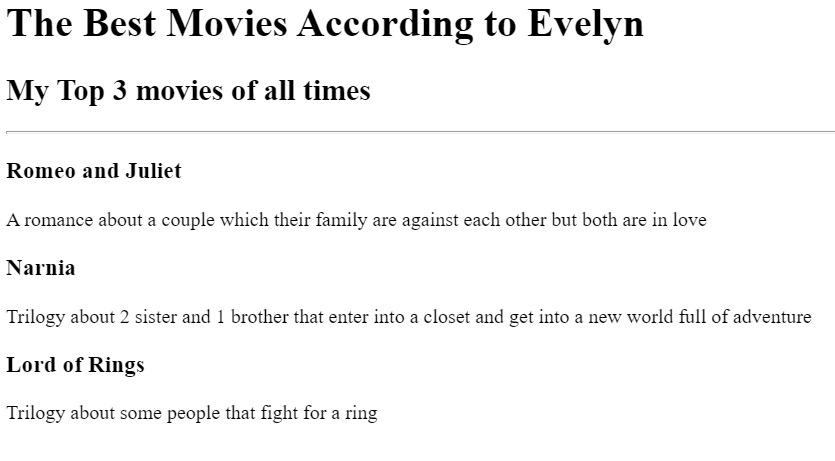 The Best Movies According to Evelyn
My Top 3 movies of all times
Romeo and Juliet
A romance about a couple which their family are against each other but both are in love
Narnia
Trilogy about 2 sister and 1 brother that enter into a closet and get into a new world full of adventure
Lord of Rings
Trilogy about some people that fight for a ring